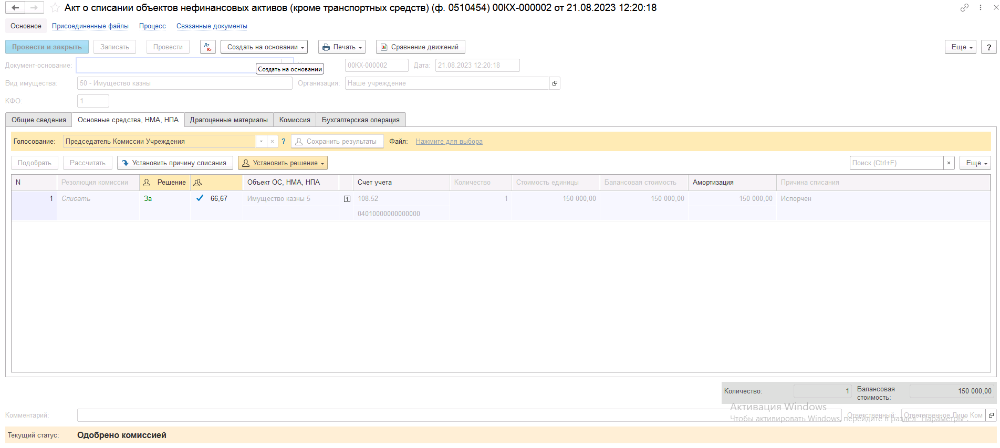 Акт о списании объектов нефинансовых активов (кроме транспортных средств) (ф. 0510454) 00КХ-000002 от 21.08.2023 12:20:18
Основное Присоединенные файлы Процесс Связанные документы
Провести и закрыть Записать Провести Дт Кт Создать на основании Печать Сравнение движений Еще ?
Документ-основание: Создать на основании 00КХ-000002 Дата: 21.08.2023 12:20:18
Вид имущества: 50 - Имущество казны Организация: Наше учреждение
КФО: 1
Общие сведения Основные средства, НМА, НПА Драгоценные материалы Комиссия Бухгалтерская операция
Голосование: Председатель Комиссии Учреждения × ? Сохранить результаты Файл: Нажмите для выбора
Подобрать Рассчитать Установить причину списания Установить решение Поиск (Ctrl+F) × Еще
N Резолюция комиссии Решение Объект ОС, НМА, НПА Счет учета Количество Стоимость единицы Балансовая стоимость Амортизация Причина списания
1 Списать За 66,67 Имущество казны 5 1 108.52 1 150 000,00 150 000,00 150 000,00 Испорчен
04010000000000000
Количество: 1 Балансовая стоимость: 150 000,00
Активация Windows
Комментарий: Чтобы активировать Windows, перейдите в раздел "Параметры". Ответственный: Ответственное Лицо Ком
Текущий статус: Одобрено комиссией